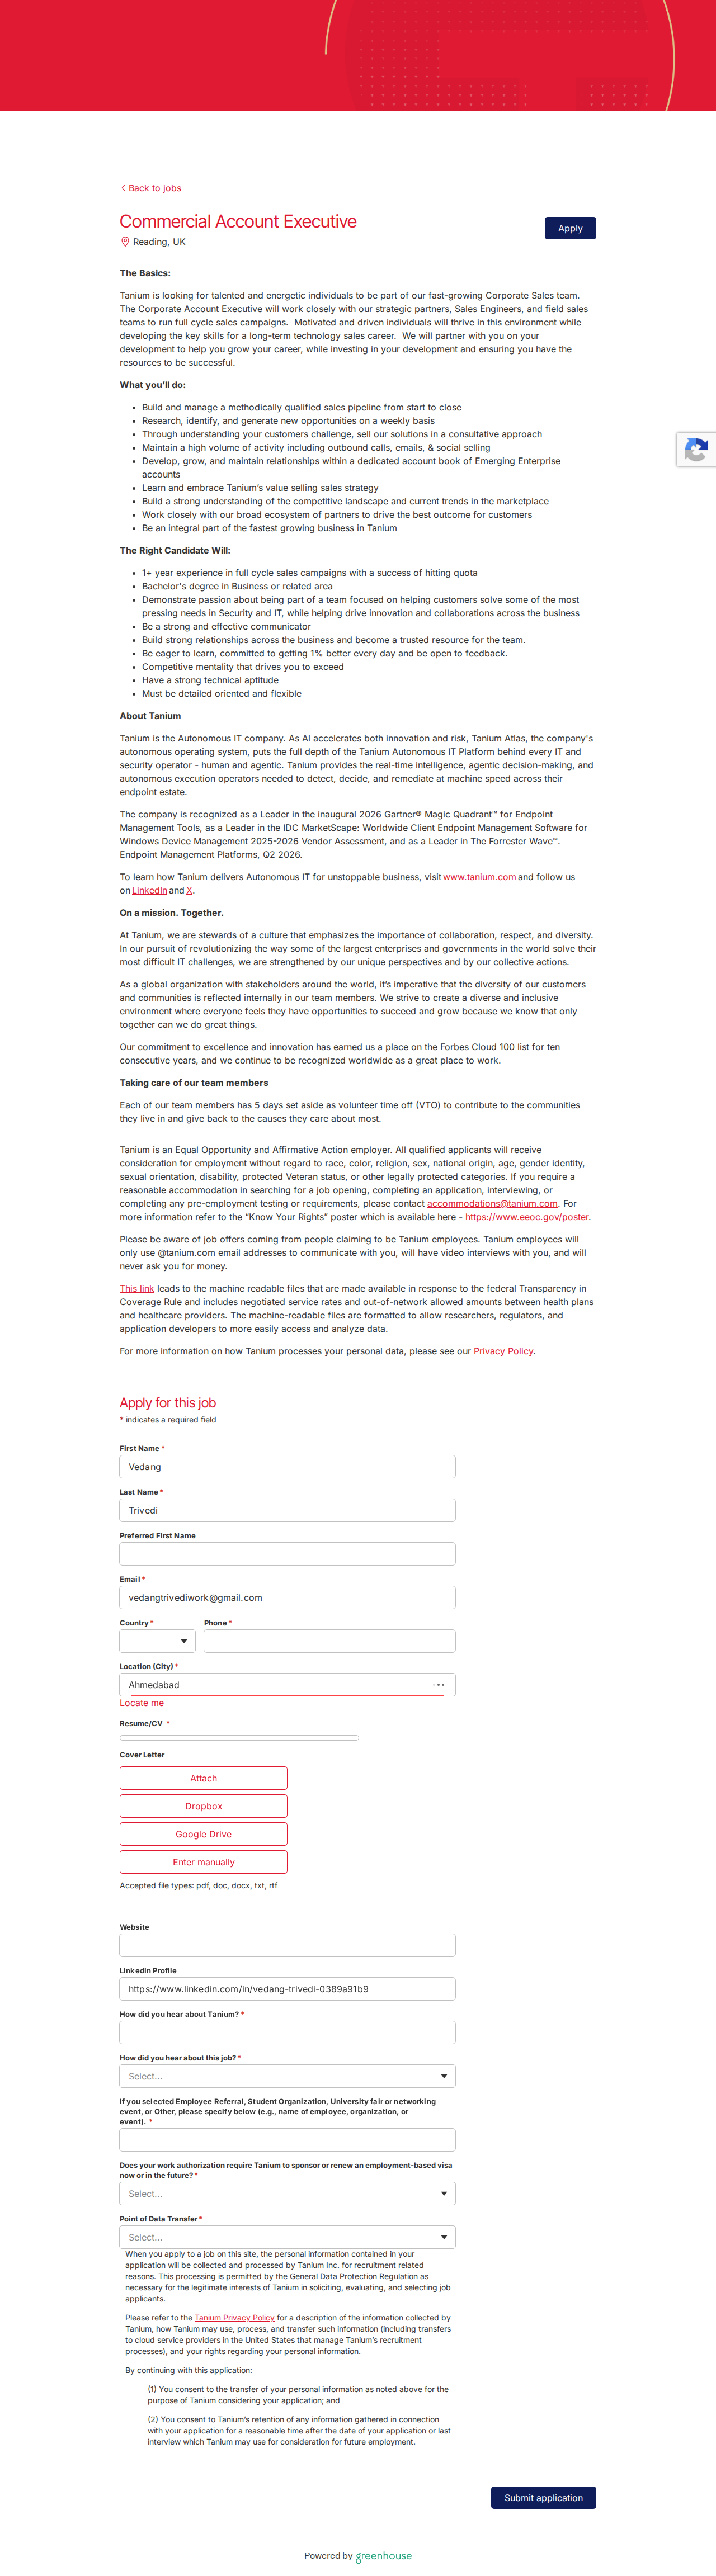 Back to jobs
Commercial Account Executive
Reading, UK
Apply
The Basics:
Tanium is looking for talented and energetic individuals to be part of our fast-growing Corporate Sales team.
The Corporate Account Executive will work closely with our strategic partners, Sales Engineers, and field sales
teams to run full cycle sales campaigns.  Motivated and driven individuals will thrive in this environment while
developing the key skills for a long-term technology sales career.  We will partner with you on your
development to help you grow your career, while investing in your development and ensuring you have the
resources to be successful.
What you’ll do:
Build and manage a methodically qualified sales pipeline from start to close
Research, identify, and generate new opportunities on a weekly basis
Through understanding your customers challenge, sell our solutions in a consultative approach
Maintain a high volume of activity including outbound calls, emails, & social selling
Develop, grow, and maintain relationships within a dedicated account book of Emerging Enterprise
accounts
Learn and embrace Tanium’s value selling sales strategy
Build a strong understanding of the competitive landscape and current trends in the marketplace
Work closely with our broad ecosystem of partners to drive the best outcome for customers
Be an integral part of the fastest growing business in Tanium
The Right Candidate Will:
1+ year experience in full cycle sales campaigns with a success of hitting quota
Bachelor's degree in Business or related area
Demonstrate passion about being part of a team focused on helping customers solve some of the most
pressing needs in Security and IT, while helping drive innovation and collaborations across the business
Be a strong and effective communicator
Build strong relationships across the business and become a trusted resource for the team.
Be eager to learn, committed to getting 1% better every day and be open to feedback.
Competitive mentality that drives you to exceed
Have a strong technical aptitude
Must be detailed oriented and flexible
About Tanium
Tanium is the Autonomous IT company. As AI accelerates both innovation and risk, Tanium Atlas, the company's
autonomous operating system, puts the full depth of the Tanium Autonomous IT Platform behind every IT and
security operator - human and agentic. Tanium provides the real-time intelligence, agentic decision-making, and
autonomous execution operators needed to detect, decide, and remediate at machine speed across their
endpoint estate.
The company is recognized as a Leader in the inaugural 2026 Gartner® Magic Quadrant™ for Endpoint
Management Tools, as a Leader in the IDC MarketScape: Worldwide Client Endpoint Management Software for
Windows Device Management 2025-2026 Vendor Assessment, and as a Leader in The Forrester Wave™.
Endpoint Management Platforms, Q2 2026.
To learn how Tanium delivers Autonomous IT for unstoppable business, visit www.tanium.com and follow us
on LinkedIn and X.
On a mission. Together.
At Tanium, we are stewards of a culture that emphasizes the importance of collaboration, respect, and diversity.
In our pursuit of revolutionizing the way some of the largest enterprises and governments in the world solve their
most difficult IT challenges, we are strengthened by our unique perspectives and by our collective actions.
As a global organization with stakeholders around the world, it’s imperative that the diversity of our customers
and communities is reflected internally in our team members. We strive to create a diverse and inclusive
environment where everyone feels they have opportunities to succeed and grow because we know that only
together can we do great things.
Our commitment to excellence and innovation has earned us a place on the Forbes Cloud 100 list for ten
consecutive years, and we continue to be recognized worldwide as a great place to work.
Taking care of our team members
Each of our team members has 5 days set aside as volunteer time off (VTO) to contribute to the communities
they live in and give back to the causes they care about most.
Tanium is an Equal Opportunity and Affirmative Action employer. All qualified applicants will receive
consideration for employment without regard to race, color, religion, sex, national origin, age, gender identity,
sexual orientation, disability, protected Veteran status, or other legally protected categories. If you require a
reasonable accommodation in searching for a job opening, completing an application, interviewing, or
completing any pre-employment testing or requirements, please contact accommodations@tanium.com. For
more information refer to the “Know Your Rights” poster which is available here - https://www.eeoc.gov/poster.
Please be aware of job offers coming from people claiming to be Tanium employees. Tanium employees will
only use @tanium.com email addresses to communicate with you, will have video interviews with you, and will
never ask you for money.
This link leads to the machine readable files that are made available in response to the federal Transparency in
Coverage Rule and includes negotiated service rates and out-of-network allowed amounts between health plans
and healthcare providers. The machine-readable files are formatted to allow researchers, regulators, and
application developers to more easily access and analyze data.
For more information on how Tanium processes your personal data, please see our Privacy Policy.
Apply for this job
* indicates a required field
First Name *
Vedang
Last Name *
Trivedi
Preferred First Name
Email *
vedangtrivediwork@gmail.com
Country * Phone *
Location (City) *
Ahmedabad
Locate me
Resume/CV *
Cover Letter
Attach
Dropbox
Google Drive
Enter manually
Accepted file types: pdf, doc, docx, txt, rtf
Website
LinkedIn Profile
https://www.linkedin.com/in/vedang-trivedi-0389a91b9
How did you hear about Tanium? *
How did you hear about this job? *
Select...
If you selected Employee Referral, Student Organization, University fair or networking
event, or Other, please specify below (e.g., name of employee, organization, or
event). *
Does your work authorization require Tanium to sponsor or renew an employment-based visa
now or in the future? *
Select...
Point of Data Transfer *
Select...
When you apply to a job on this site, the personal information contained in your
application will be collected and processed by Tanium Inc. for recruitment related
reasons. This processing is permitted by the General Data Protection Regulation as
necessary for the legitimate interests of Tanium in soliciting, evaluating, and selecting job
applicants.
Please refer to the Tanium Privacy Policy for a description of the information collected by
Tanium, how Tanium may use, process, and transfer such information (including transfers
to cloud service providers in the United States that manage Tanium’s recruitment
processes), and your rights regarding your personal information.
By continuing with this application:
(1) You consent to the transfer of your personal information as noted above for the
purpose of Tanium considering your application; and
(2) You consent to Tanium’s retention of any information gathered in connection
with your application for a reasonable time after the date of your application or last
interview which Tanium may use for consideration for future employment.
Submit application
Powered by greenhouse